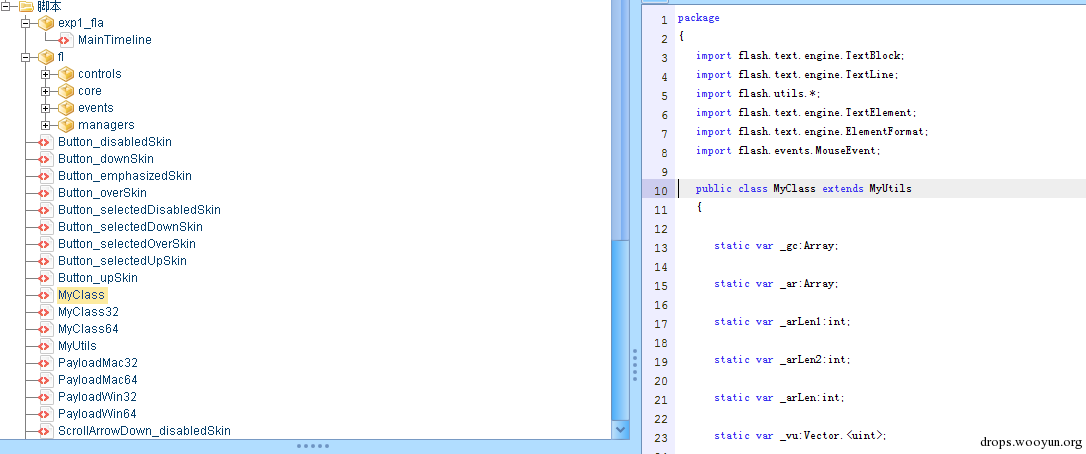 脚本
exp1_fla
MainTimeline
fl
controls
core
events
managers
Button_disabledSkin
Button_downSkin
Button_emphasizedSkin
Button_overSkin
Button_selectedDisabledSkin
Button_selectedDownSkin
Button_selectedOverSkin
Button_selectedUpSkin
Button_upSkin
MyClass
MyClass32
MyClass64
MyUtils
PayloadMac32
PayloadMac64
PayloadWin32
PayloadWin64
ScrollArrowDown_disabledSkin
1 package
2 {
3 import flash.text.engine.TextBlock;
4 import flash.text.engine.TextLine;
5 import flash.utils.*;
6 import flash.text.engine.TextElement;
7 import flash.text.engine.ElementFormat;
8 import flash.events.MouseEvent;
9
10 public class MyClass extends MyUtils
11 {
12
13 static var _gc:Array;
14
15 static var _ar:Array;
16
17 static var _arLen1:int;
18
19 static var _arLen2:int;
20
21 static var _arLen:int;
22
23 static var _vu:Vector.<uint>;
drops.wooyun.org